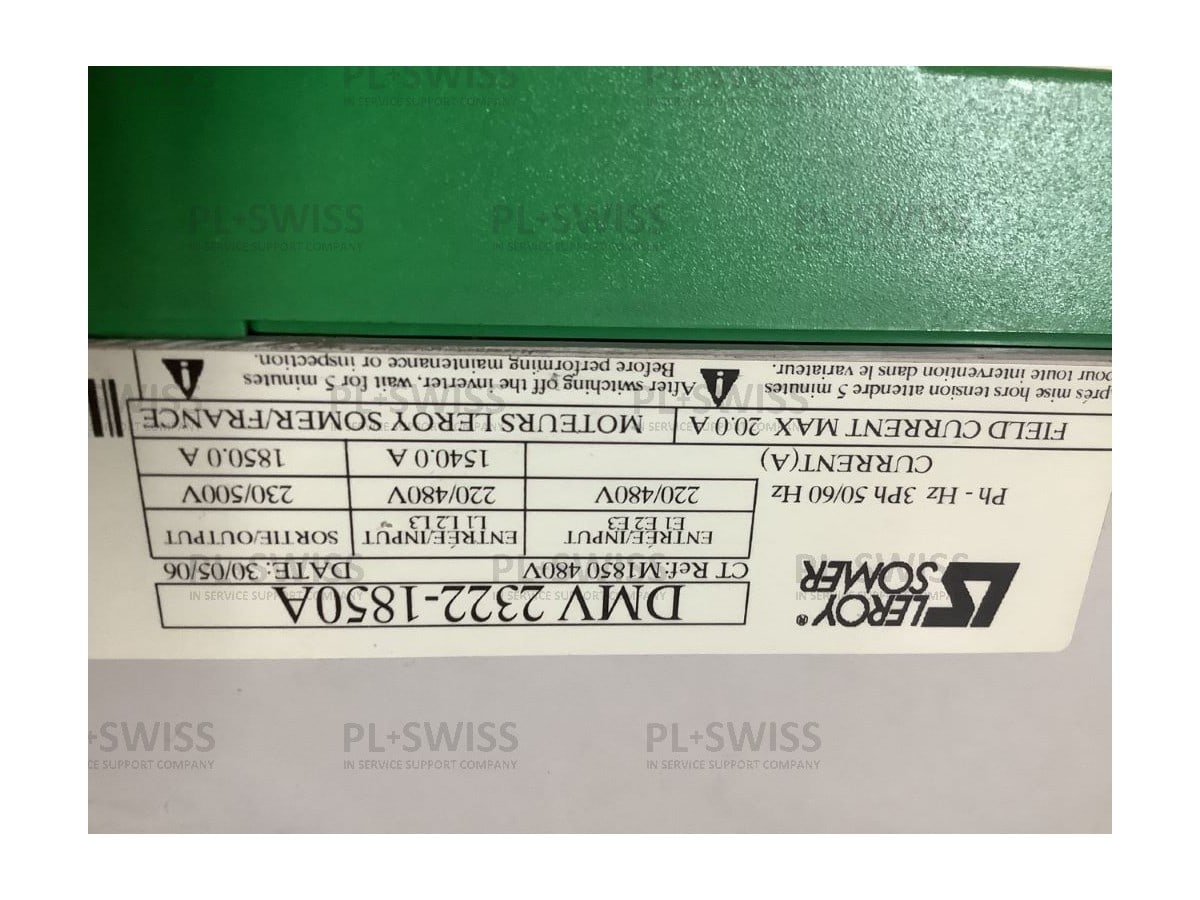 LEROY®
SOMER
DMV 2322-1850A
CT Ref: M1850 480V DATE: 30/05/06
ENTRÉE/INPUT ENTRÉE/INPUT SORTIE/OUTPUT
E1 E2 E3 L1 L2 L3
Ph - Hz 3Ph 50/60 Hz 220/480V 220/480V 230/500V
CURRENT(A) 1540.0 A 1850.0 A
FIELD CURRENT MAX 20.0 A MOTEURS LEROY SOMER/FRANCE
prés mise hors tension attendre 5 minutes
pour toute intervention dans le variateur.
After switching off the inverter, wait for 5 minutes
Before performing maintenance or inspection.
PL+SWISS
IN SERVICE SUPPORT COMPANY